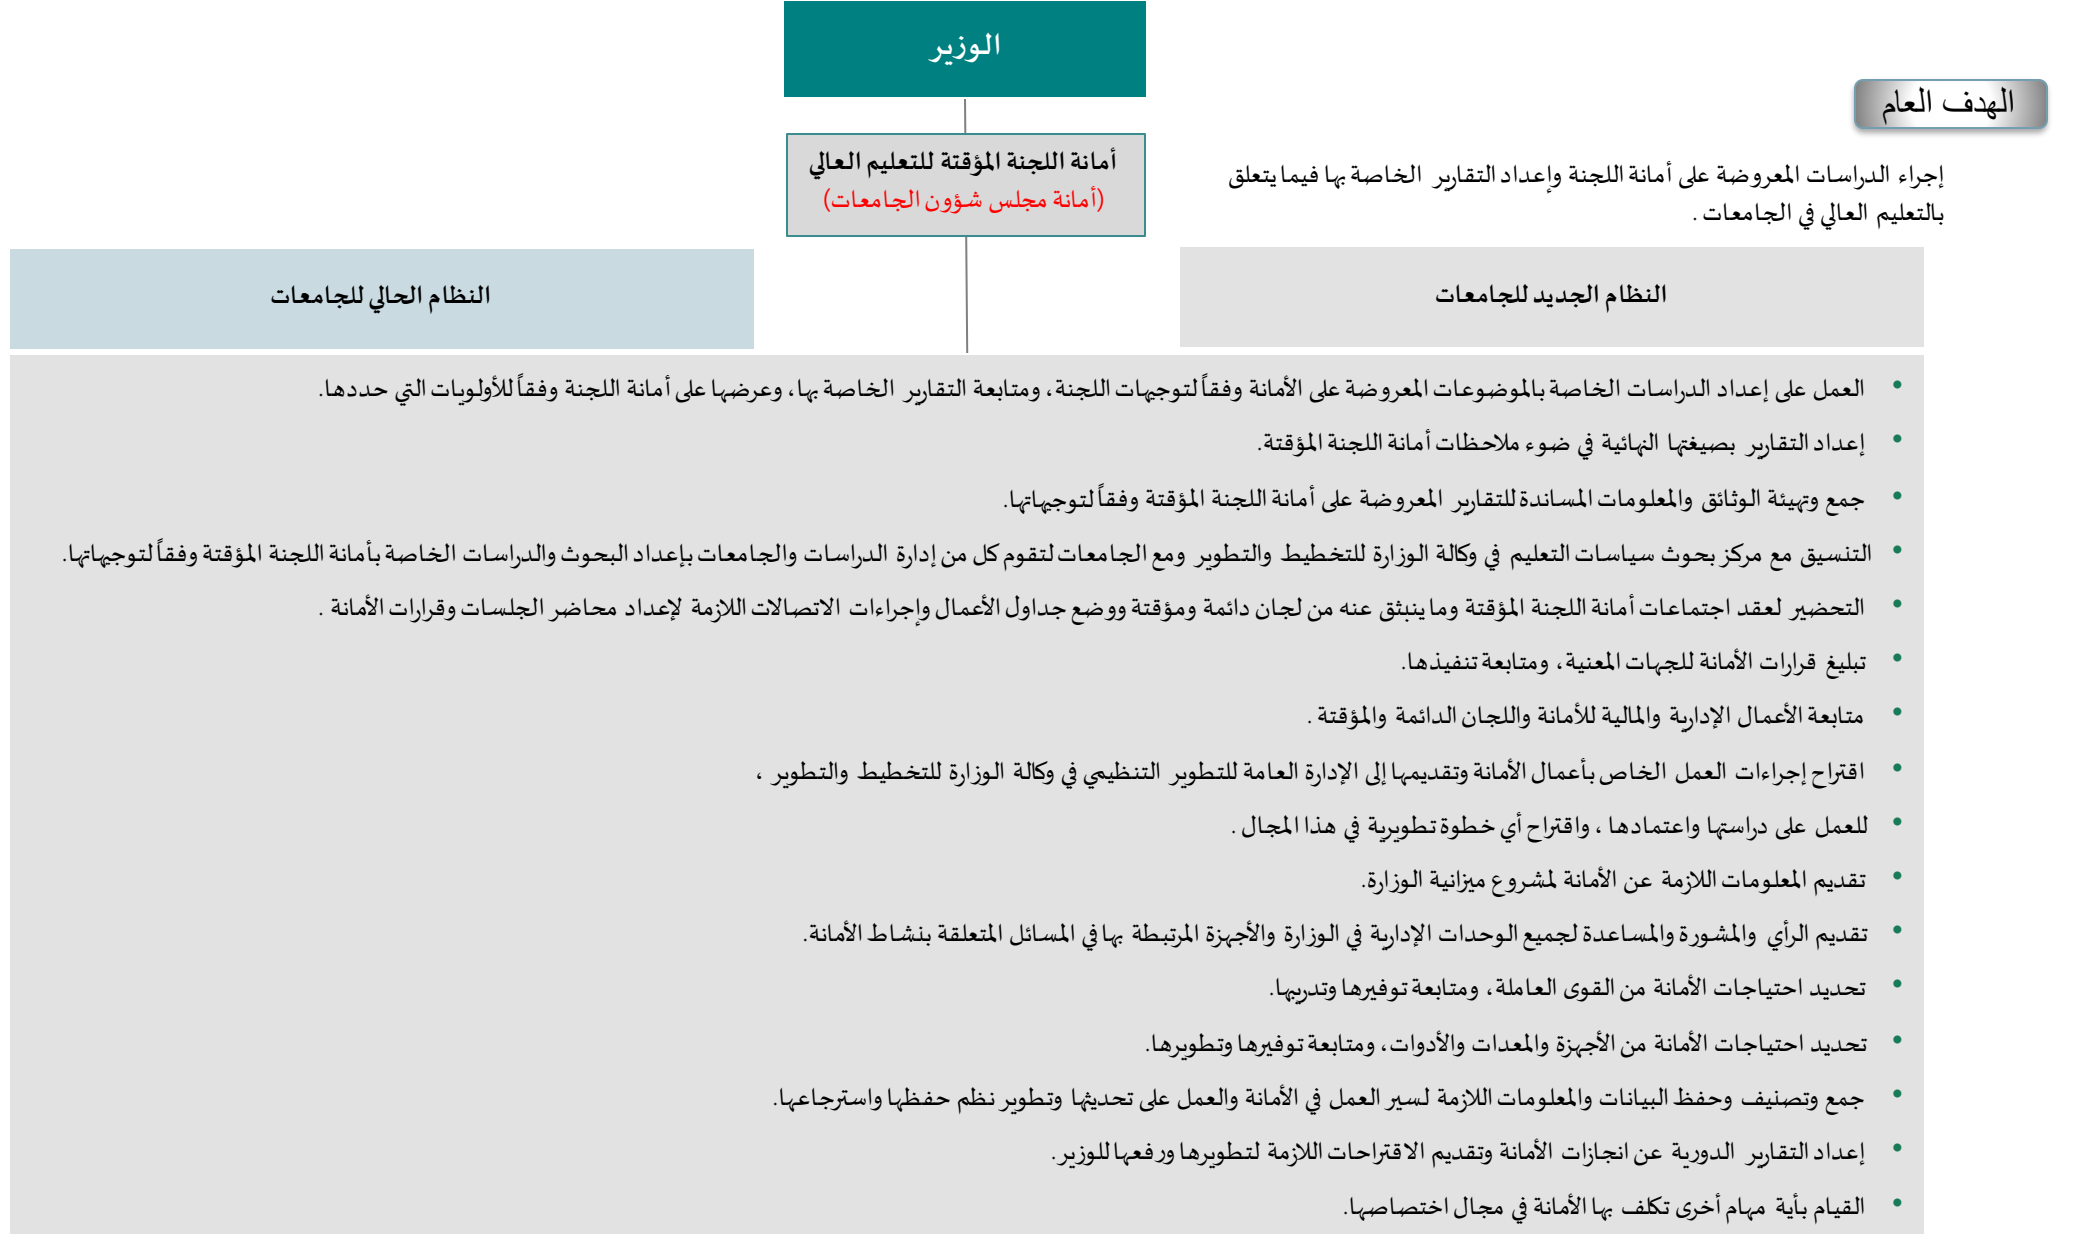 الوزير
الهدف العام
أمانة اللجنة المؤقتة للتعليم العالي
(أمانة مجلس شؤون الجامعات)
إجراء الدراسات المعروضة على أمانة اللجنة وإعداد التقارير الخاصة بها فيما يتعلق
بالتعليم العالي في الجامعات .
النظام الجديد للجامعات
النظام الحالي للجامعات
• العمل على إعداد الدراسات الخاصة بالموضوعات المعروضة على الأمانة وفقاً لتوجيهات اللجنة، ومتابعة التقارير الخاصة بها، وعرضها على أمانة اللجنة وفقاً للأولويات التي حددها.
• إعداد التقارير بصيغتها النهائية في ضوء ملاحظات أمانة اللجنة المؤقتة.
• جمع وتهيئة الوثائق والمعلومات المساندة للتقارير المعروضة على أمانة اللجنة المؤقتة وفقاً لتوجيهاتها.
• التنسيق مع مركز بحوث سياسات التعليم في وكالة الوزارة للتخطيط والتطوير ومع الجامعات لتقوم كل من إدارة الدراسات والجامعات بإعداد البحوث والدراسات الخاصة بأمانة اللجنة المؤقتة وفقاً لتوجيهاتها.
• التحضير لعقد اجتماعات أمانة اللجنة المؤقتة وما ينبثق عنه من لجان دائمة ومؤقتة ووضع جداول الأعمال وإجراءات الاتصالات اللازمة لإعداد محاضر الجلسات وقرارات الأمانة .
• تبليغ قرارات الأمانة للجهات المعنية، ومتابعة تنفيذها.
• متابعة الأعمال الإدارية والمالية للأمانة واللجان الدائمة والمؤقتة .
• اقتراح إجراءات العمل الخاص بأعمال الأمانة وتقديمها إلى الإدارة العامة للتطوير التنظيمي في وكالة الوزارة للتخطيط والتطوير ،
• للعمل على دراستها واعتمادها ، واقتراح أي خطوة تطويرية في هذا المجال .
• تقديم المعلومات اللازمة عن الأمانة لمشروع ميزانية الوزارة.
• تقديم الرأي والمشورة والمساعدة لجميع الوحدات الإدارية في الوزارة والأجهزة المرتبطة بها في المسائل المتعلقة بنشاط الأمانة.
• تحديد احتياجات الأمانة من القوى العاملة، ومتابعة توفيرها وتدريبها.
• تحديد احتياجات الأمانة من الأجهزة والمعدات والأدوات، ومتابعة توفيرها وتطويرها.
• جمع وتصنيف وحفظ البيانات والمعلومات اللازمة لسير العمل في الأمانة والعمل على تحديثها وتطوير نظم حفظها واسترجاعها.
• إعداد التقارير الدورية عن انجازات الأمانة وتقديم الاقتراحات اللازمة لتطويرها ورفعها للوزير.
• القيام بأية مهام أخرى تكلف بها الأمانة في مجال اختصاصها.